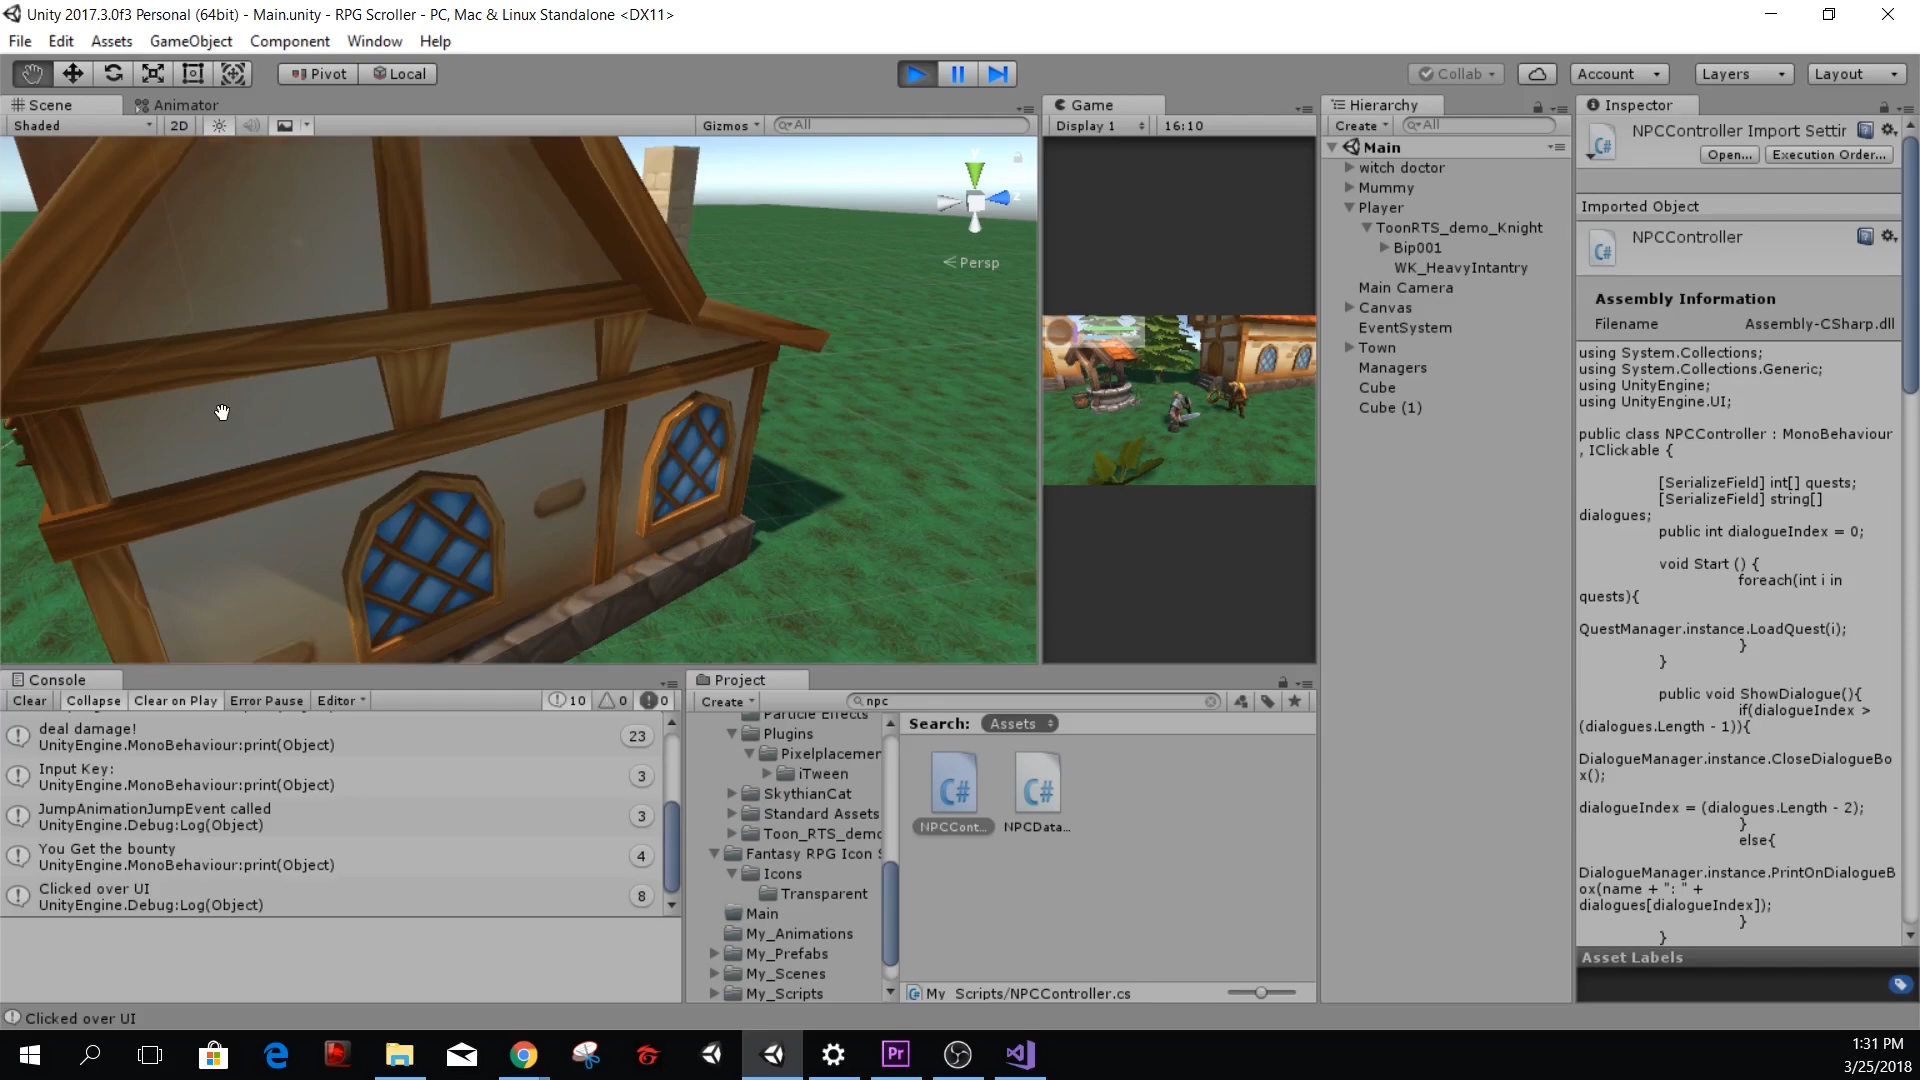 Unity 2017.3.0f3 Personal (64bit) - Main.unity - RPG Scroller - PC, Mac & Linux Standalone <DX11>
File Edit Assets GameObject Component Window Help
Pivot Local Collab Account Layers Layout
Scene Animator
Shaded 2D Gizmos All
Persp
Game
Display 1 16:10
Hierarchy
Create All
Main
witch doctor
Mummy
Player
ToonRTS_demo_Knight
Bip001
WK_HeavyIntantry
Main Camera
Canvas
EventSystem
Town
Managers
Cube
Cube (1)
Inspector
NPCController Import Settir
Open... Execution Order...
Imported Object
NPCController
Assembly Information
Filename Assembly-CSharp.dll
using System.Collections;
using System.Collections.Generic;
using UnityEngine;
using UnityEngine.UI;
public class NPCController : MonoBehaviour
, IClickable {
[SerializeField] int[] quests;
[SerializeField] string[]
dialogues;
public int dialogueIndex = 0;
void Start () {
foreach(int i in
quests){
QuestManager.instance.LoadQuest(i);
}
}
public void ShowDialogue(){
if(dialogueIndex >
(dialogues.Length - 1)){
DialogueManager.instance.CloseDialogueBo
x();
dialogueIndex = (dialogues.Length - 2);
}
else{
DialogueManager.instance.PrintOnDialogueB
ox(name + ": " +
dialogues[dialogueIndex]);
}
}
Asset Labels
Console
Clear Collapse Clear on Play Error Pause Editor 10 0 0
deal damage!
UnityEngine.MonoBehaviour:print(Object) 23
Input Key:
UnityEngine.MonoBehaviour:print(Object) 3
JumpAnimationJumpEvent called
UnityEngine.Debug:Log(Object) 3
You Get the bounty
UnityEngine.MonoBehaviour:print(Object) 4
Clicked over UI
UnityEngine.Debug:Log(Object) 8
Project
Create npc
Particle Effects
Plugins
Pixelplacemer
iTween
SkythianCat
Standard Assets
Toon_RTS_demo
Fantasy RPG Icon
Icons
Transparent
Main
My_Animations
My_Prefabs
My_Scenes
My_Scripts
Search: Assets
C# C#
NPCCont... NPCData...
My_Scripts/NPCController.cs
Clicked over UI
Pr
1:31 PM
3/25/2018